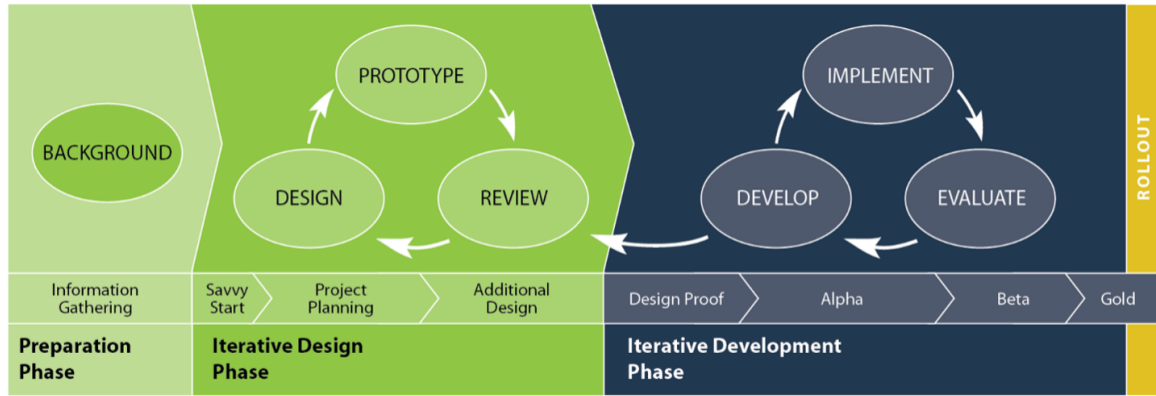 BACKGROUND
PROTOTYPE
DESIGN
REVIEW
IMPLEMENT
DEVELOP
EVALUATE
ROLLOUT
Information
Gathering
Savvy
Start
Project
Planning
Additional
Design
Design Proof
Alpha
Beta
Gold
Preparation
Phase
Iterative Design
Phase
Iterative Development
Phase